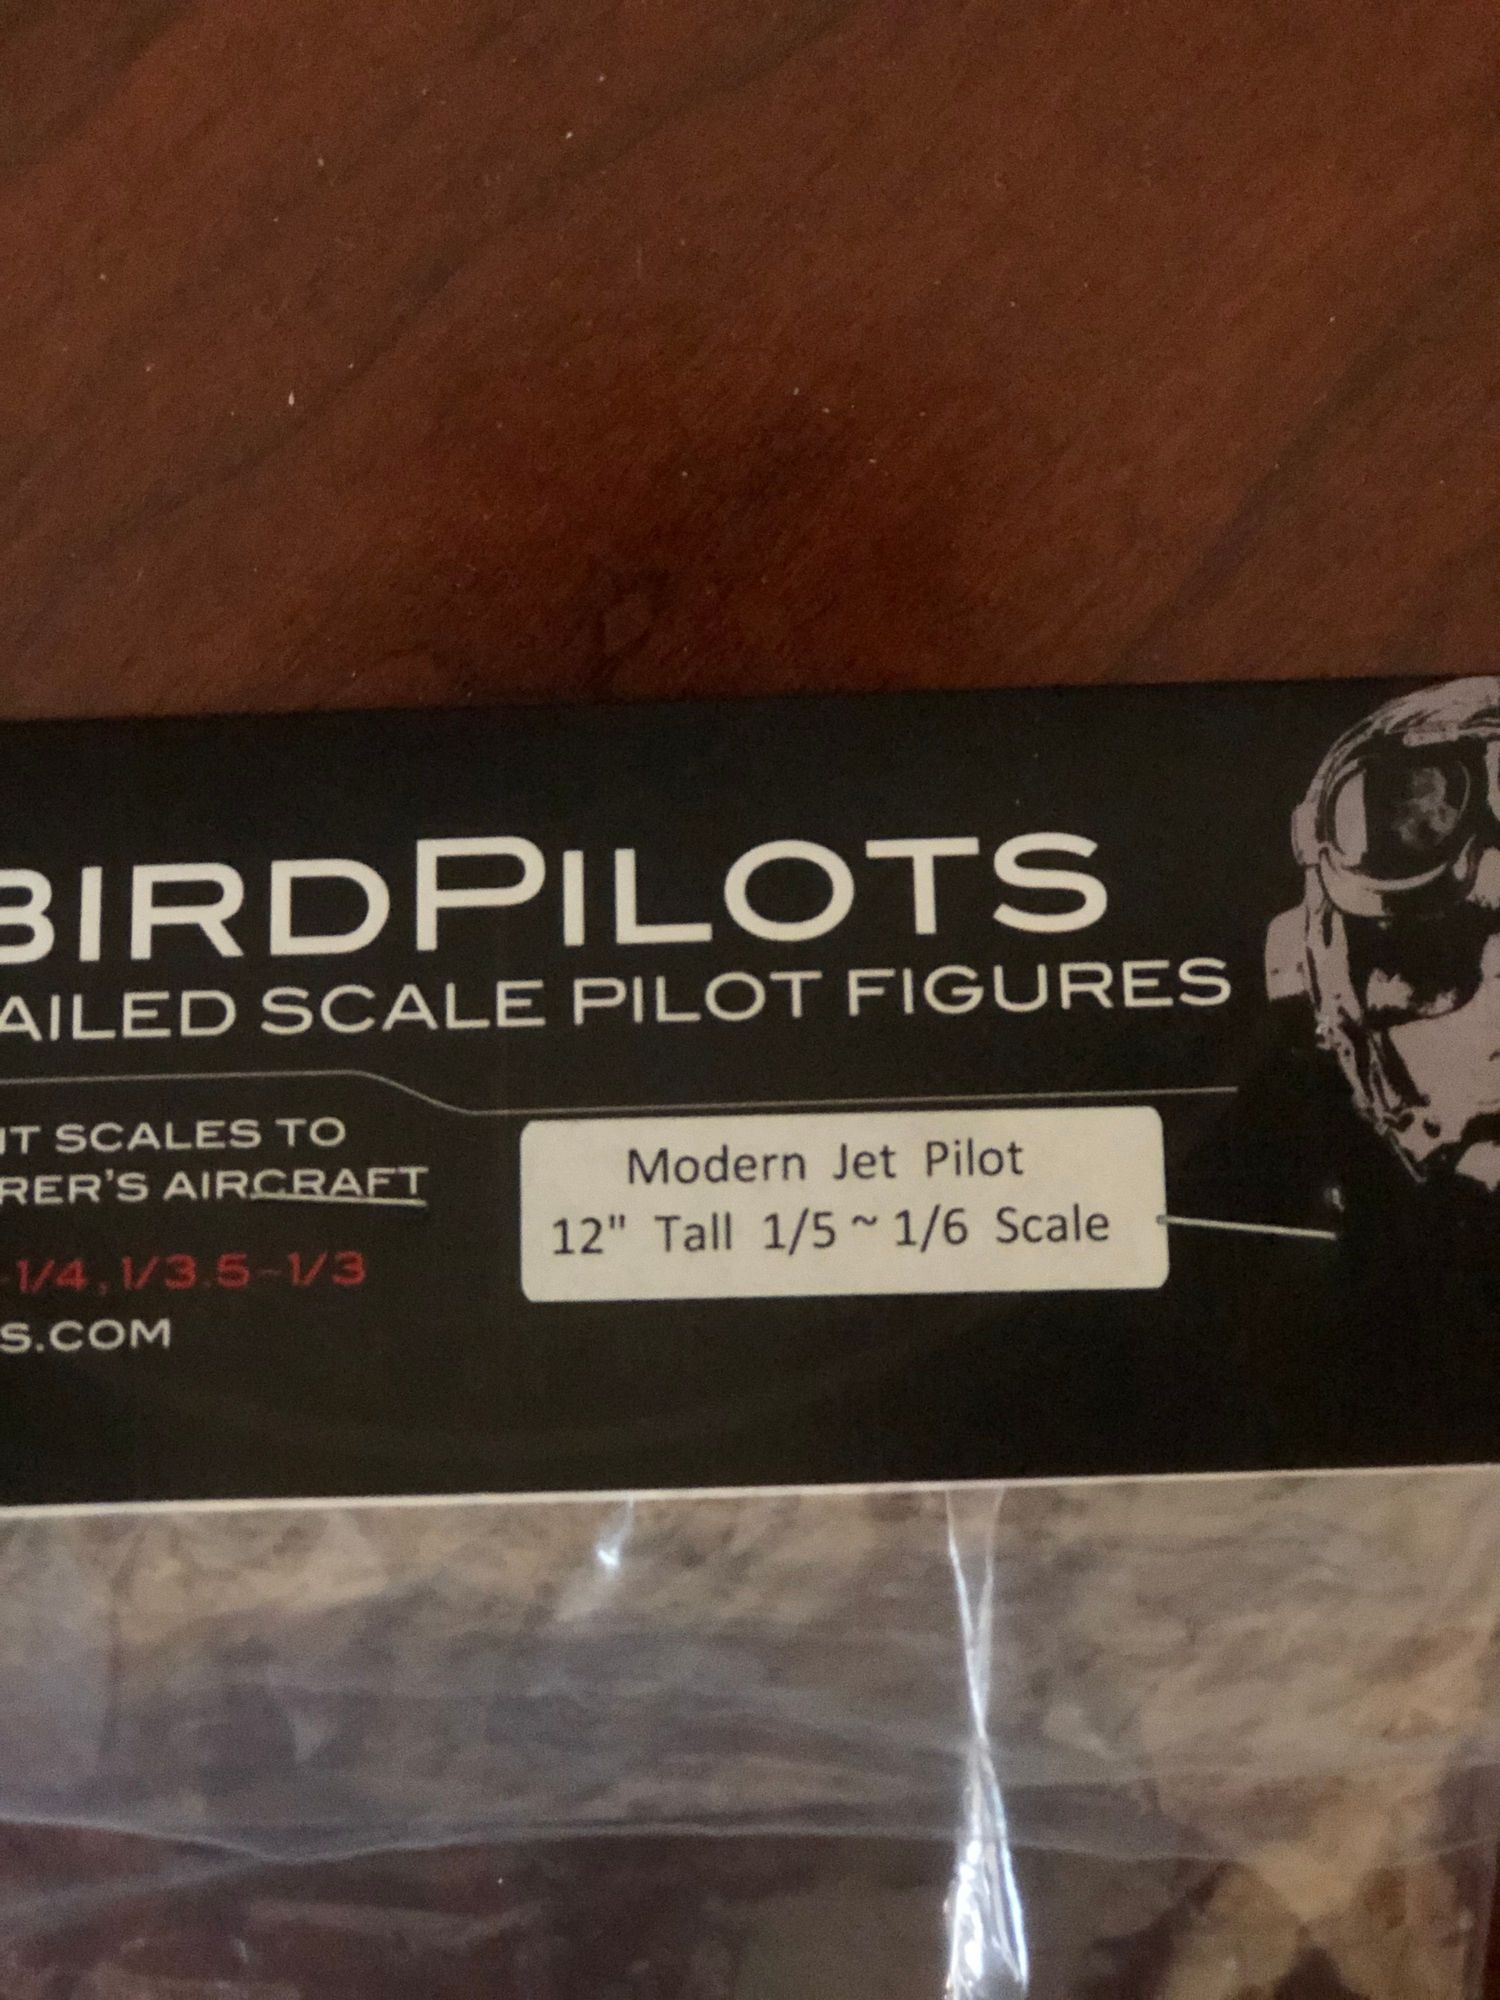 BIRDPILOTS
AILED SCALE PILOT FIGURES
IT SCALES TO
RER'S AIRCRAFT
-1/4, 1/3.5-1/3
S.COM
Modern Jet Pilot
12" Tall 1/5 ~ 1/6 Scale